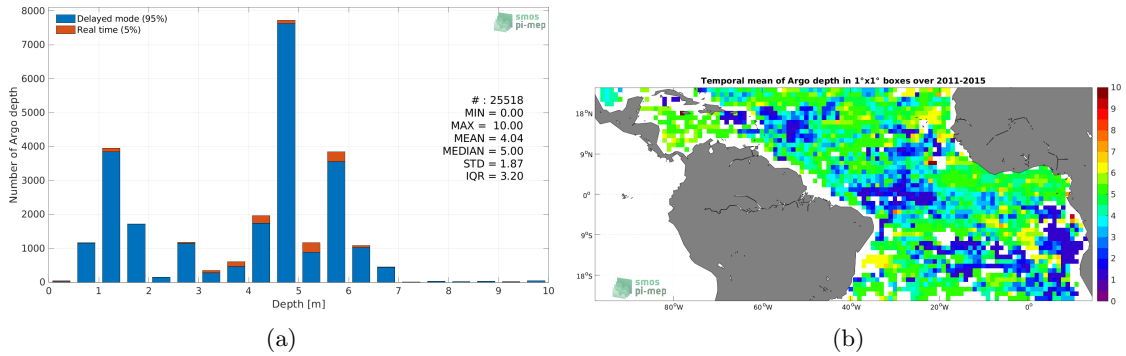 8000
7000
6000
5000
4000
3000
2000
1000
0
Number of Argo depth
Delayed mode (95%)
Real time (5%)
smos
pi-mep
# : 25518
MIN = 0.00
MAX = 10.00
MEAN = 4.04
MEDIAN = 5.00
STD = 1.87
IQR = 3.20
0 1 2 3 4 5 6 7 8 9 10
Depth [m]
(a)
Temporal mean of Argo depth in 1°x1° boxes over 2011-2015
18°N
9°N
0°
9°S
18°S
80°W 60°W 40°W 20°W 0°
smos
pi-mep
10
9
8
7
6
5
4
3
2
1
0
(b)